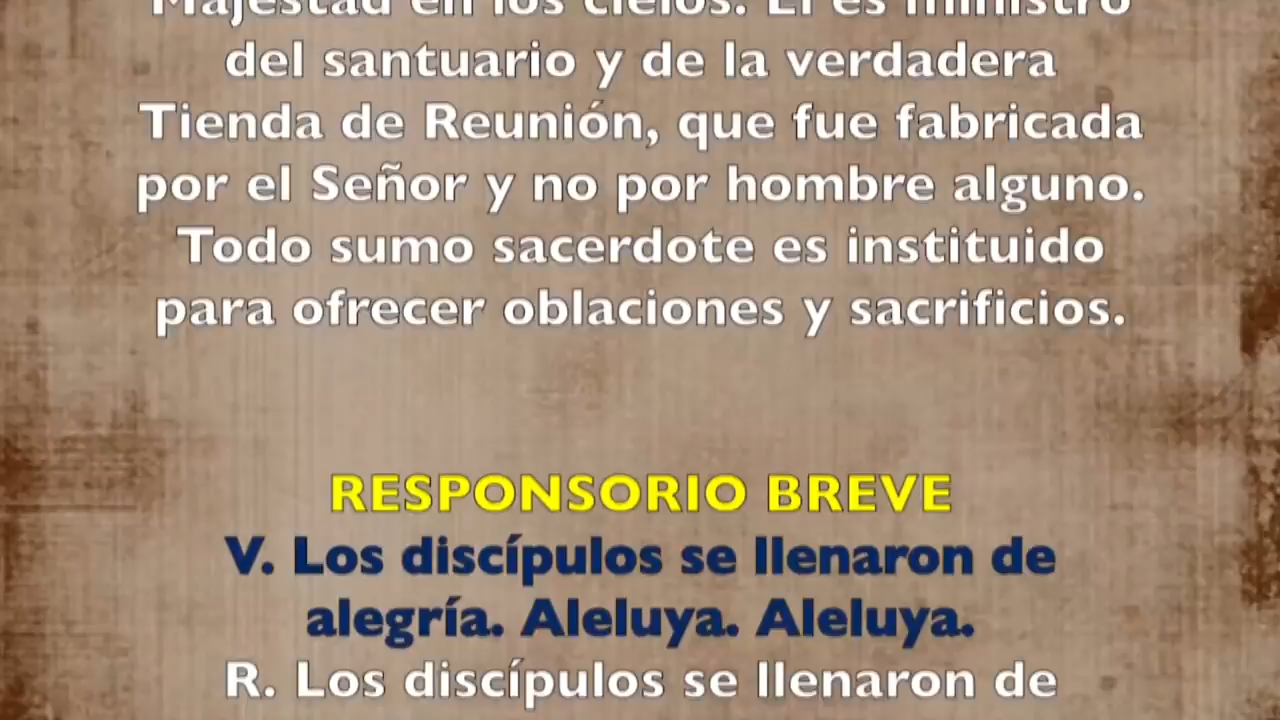 Majestad en los cielos. Él es ministro
del santuario y de la verdadera
Tienda de Reunión, que fue fabricada
por el Señor y no por hombre alguno.
Todo sumo sacerdote es instituido
para ofrecer oblaciones y sacrificios.
RESPONSORIO BREVE
V. Los discípulos se llenaron de
alegría. Aleluya. Aleluya.
R. Los discípulos se llenaron de